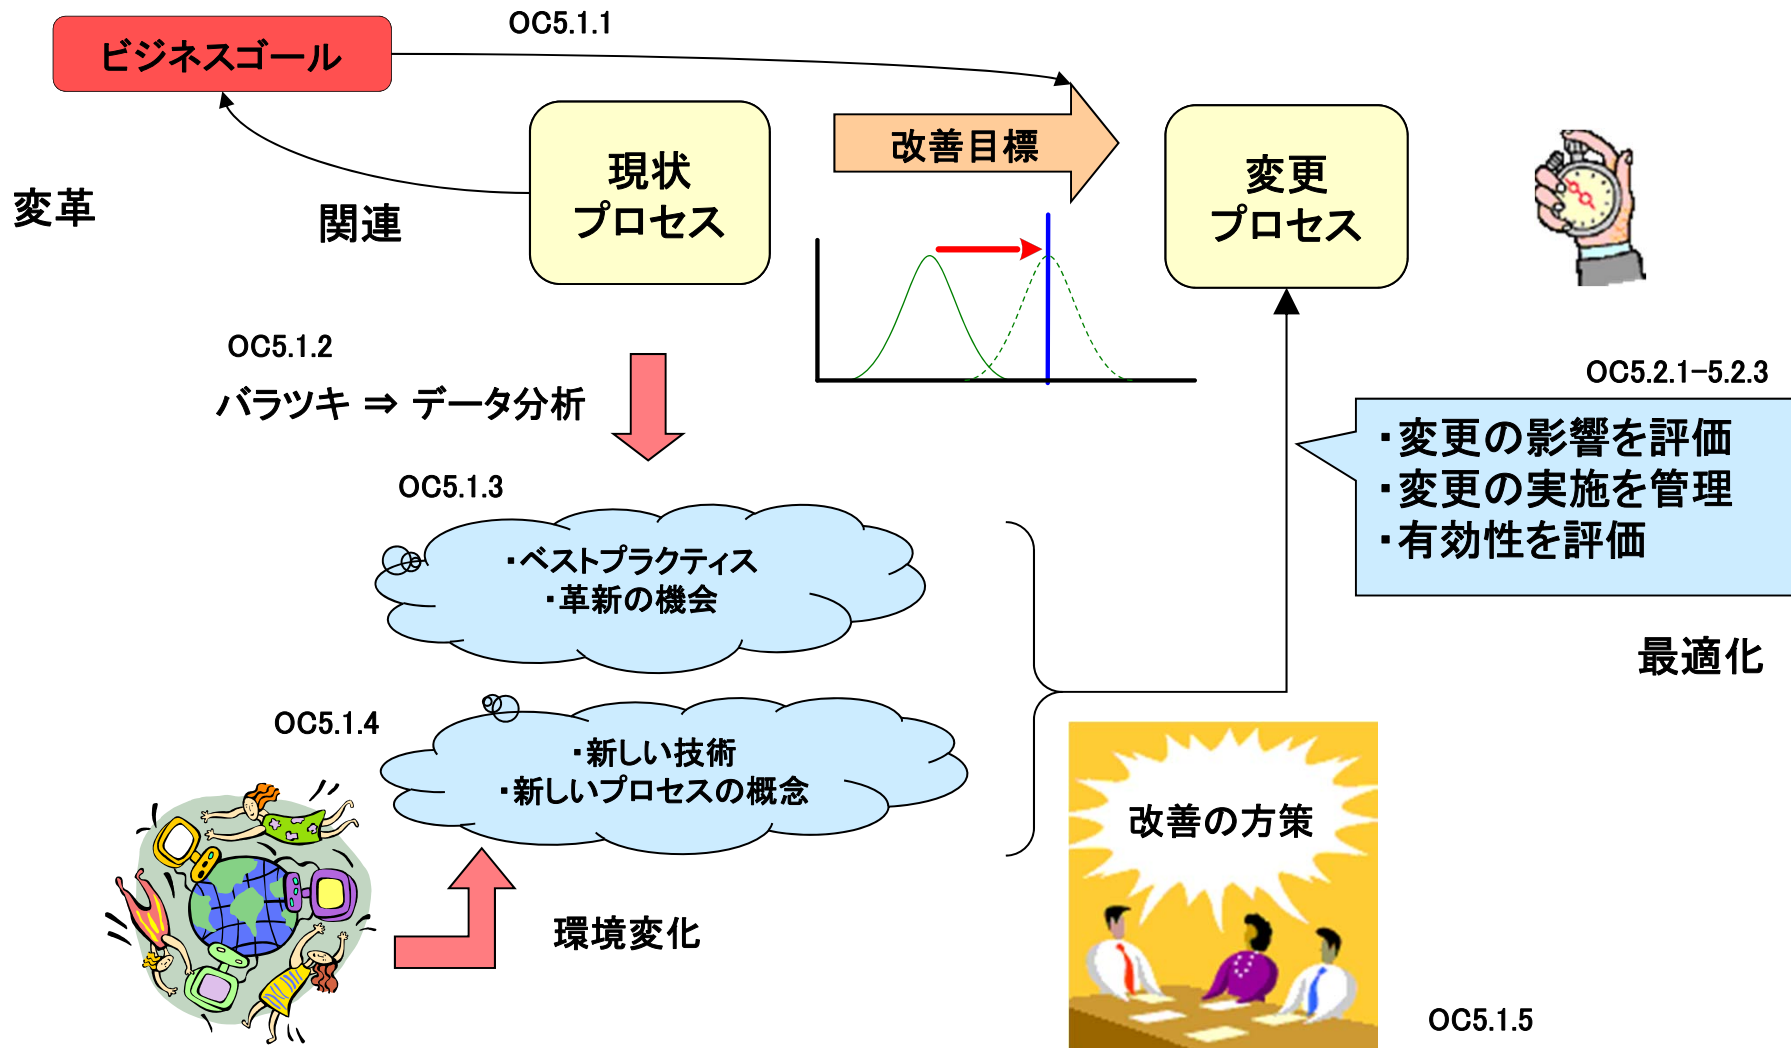 OC5.1.1
ビジネスゴール
改善目標
現状
プロセス
変更
プロセス
変革
関連
OC5.1.2
バラツキ ⇒ データ分析
OC5.2.1-5.2.3
・変更の影響を評価
・変更の実施を管理
・有効性を評価
OC5.1.3
・ベストプラクティス
・革新の機会
最適化
OC5.1.4
・新しい技術
・新しいプロセスの概念
改善の方策
環境変化
OC5.1.5